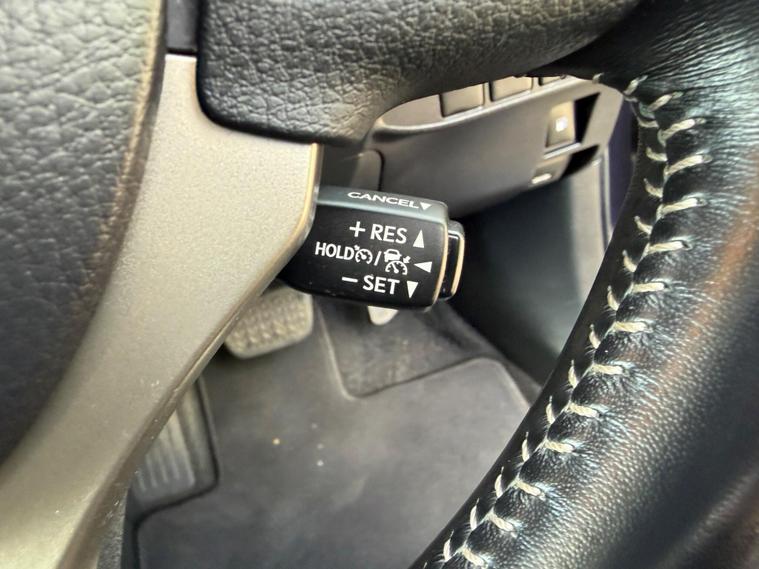 CANCEL▼
+ RES ▲
HOLD / ◀
− SET ▼